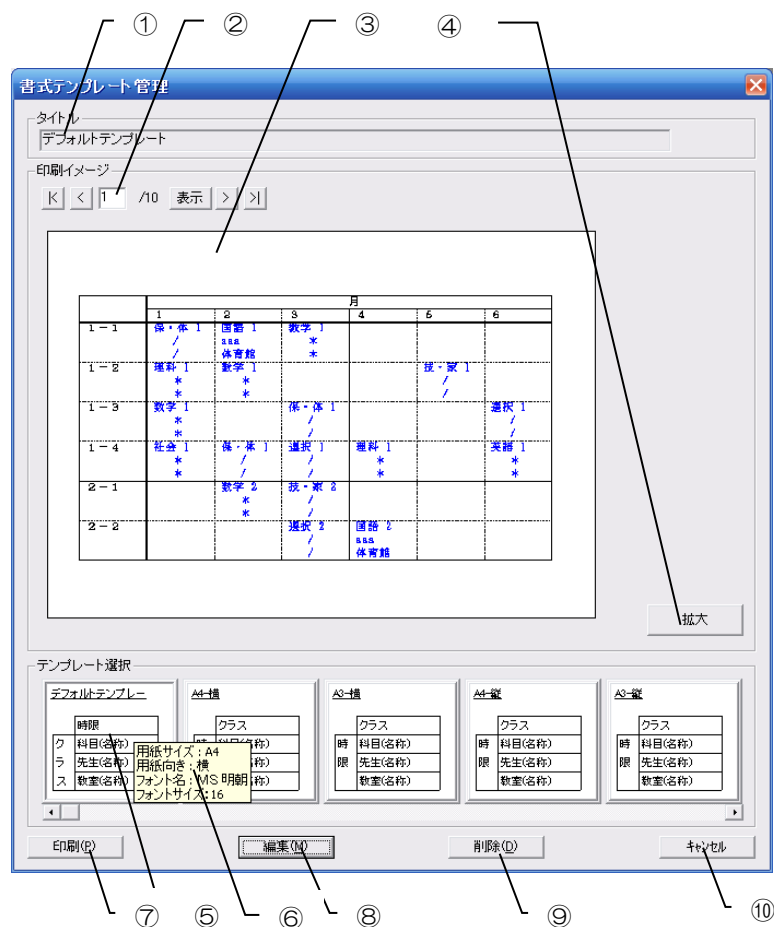 ① ② ③ ④
書式テンプレート管理
タイトル
デフォルトテンプレート
印刷イメージ
|< < 1 /10 表示 > >|
月
1 2 3 4 5 6
1-1 保・体 1 国語 1 数学 1
/ aaa *
/ 体育館 *
1-2 理科 1 数学 1 技・家 1
* * /
* * /
1-3 数学 1 保・体 1 選択 1
* / /
* / /
1-4 社会 1 保・体 1 選択 1 理科 1 英語 1
* / / * *
* / / * *
2-1 数学 2 技・家 2
* /
* /
2-2 選択 2 国語 2
/ aaa
/ 体育館
拡大
テンプレート選択
デフォルトテンプレー A4-横 A3-横 A4-縦 A3-縦
時限 クラス クラス クラス クラス
ク 科目(名称) 時 科目(名称) 時 科目(名称) 時 科目(名称) 時 科目(名称)
ラ 先生(名称) 限 先生(名称) 限 先生(名称) 限 先生(名称)
ス 教室(名称) 教室(名称) 教室(名称) 教室(名称)
用紙サイズ:A4
用紙向き:横
フォント名:MS 明朝
フォントサイズ:16
印刷(P) 編集(M) 削除(D) キャンセル
⑦ ⑤ ⑥ ⑧ ⑨ ⑩